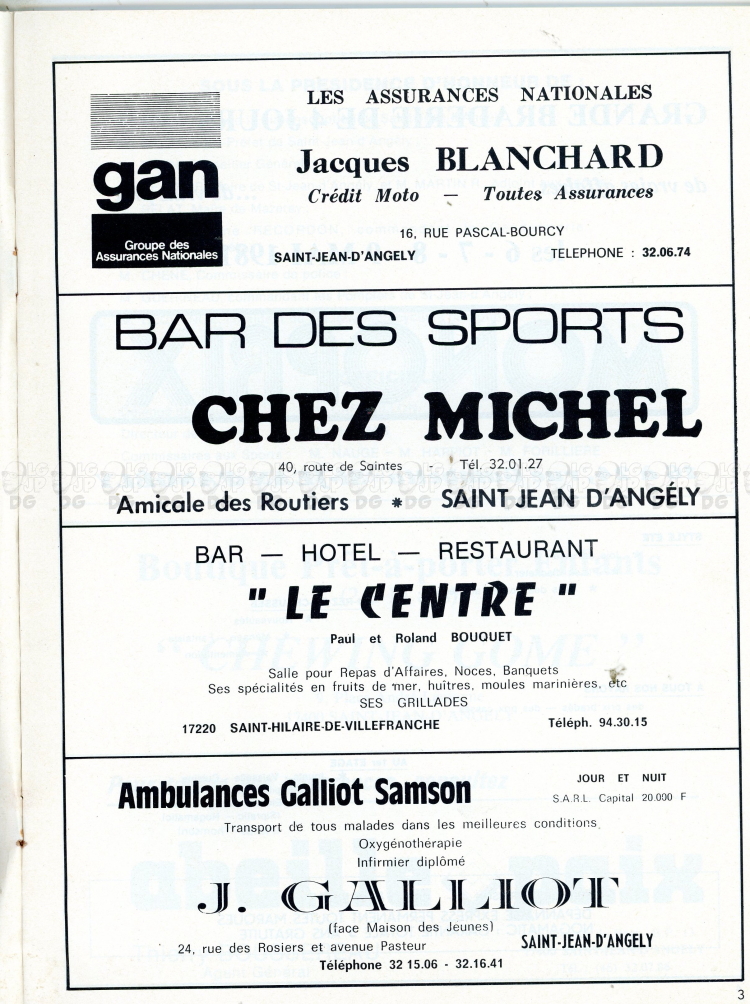 LES ASSURANCES NATIONALES
gan
Jacques BLANCHARD
Crédit Moto — Toutes Assurances
Groupe des
Assurances Nationales
16, RUE PASCAL-BOURCY
SAINT-JEAN-D'ANGELY TELEPHONE : 32.06.74
BAR DES SPORTS
CHEZ MICHEL
40, route de Saintes - Tél. 32.01.27
Amicale des Routiers * SAINT-JEAN D'ANGÉLY
BAR — HOTEL — RESTAURANT
" LE CENTRE "
Paul et Roland BOUQUET
Salle pour Repas d'Affaires, Noces, Banquets
Ses spécialités en fruits de mer, huîtres, moules marinières, etc
SES GRILLADES
17220 SAINT-HILAIRE-DE-VILLEFRANCHE Téléph. 94.30.15
Ambulances Galliot Samson
JOUR ET NUIT
S.A.R.L. Capital 20.000 F
Transport de tous malades dans les meilleures conditions
Oxygénothérapie
Infirmier diplômé
J. GALLIOT
(face Maison des Jeunes)
24, rue des Rosiers et avenue Pasteur SAINT-JEAN-D'ANGELY
Téléphone 32 15.06 - 32.16.41
3